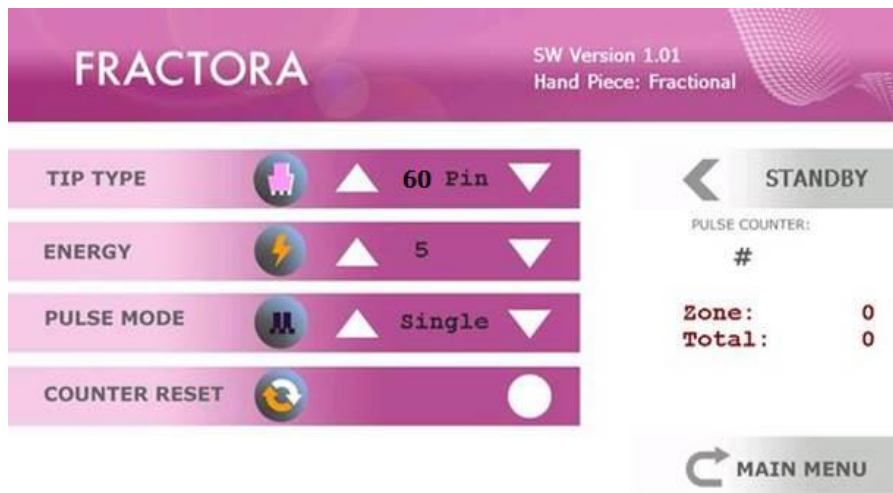 FRACTORA
SW Version 1.01
Hand Piece: Fractional
TIP TYPE 60 Pin
ENERGY 5
PULSE MODE Single
COUNTER RESET
STANDBY
PULSE COUNTER:
#
Zone: 0
Total: 0
MAIN MENU